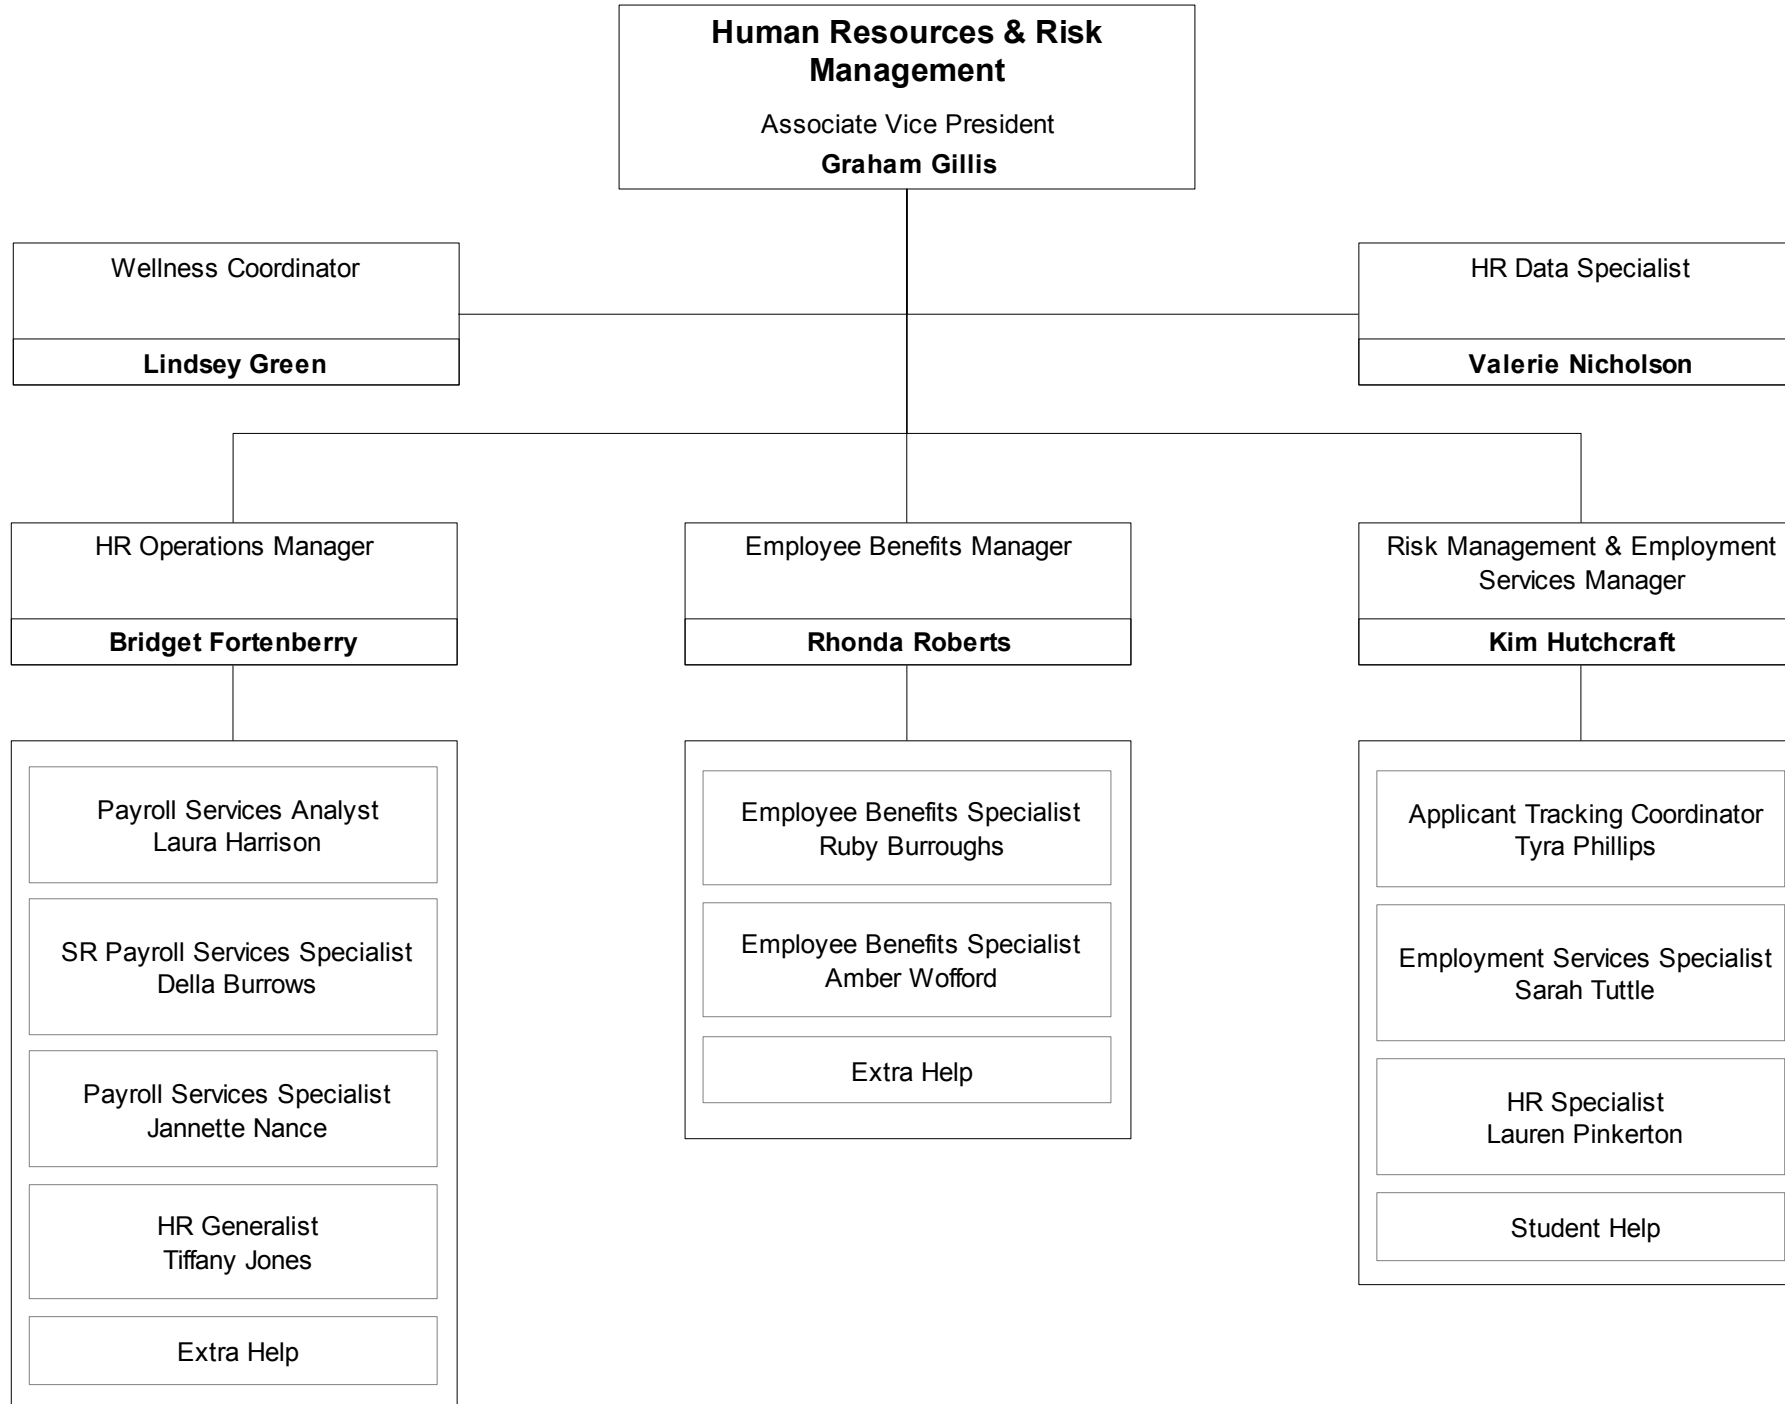 Human Resources & Risk
Management
Associate Vice President
Graham Gillis
Wellness Coordinator
Lindsey Green
HR Data Specialist
Valerie Nicholson
HR Operations Manager
Bridget Fortenberry
Employee Benefits Manager
Rhonda Roberts
Risk Management & Employment
Services Manager
Kim Hutchcraft
Payroll Services Analyst
Laura Harrison
SR Payroll Services Specialist
Della Burrows
Payroll Services Specialist
Jannette Nance
HR Generalist
Tiffany Jones
Extra Help
Employee Benefits Specialist
Ruby Burroughs
Employee Benefits Specialist
Amber Wofford
Extra Help
Applicant Tracking Coordinator
Tyra Phillips
Employment Services Specialist
Sarah Tuttle
HR Specialist
Lauren Pinkerton
Student Help